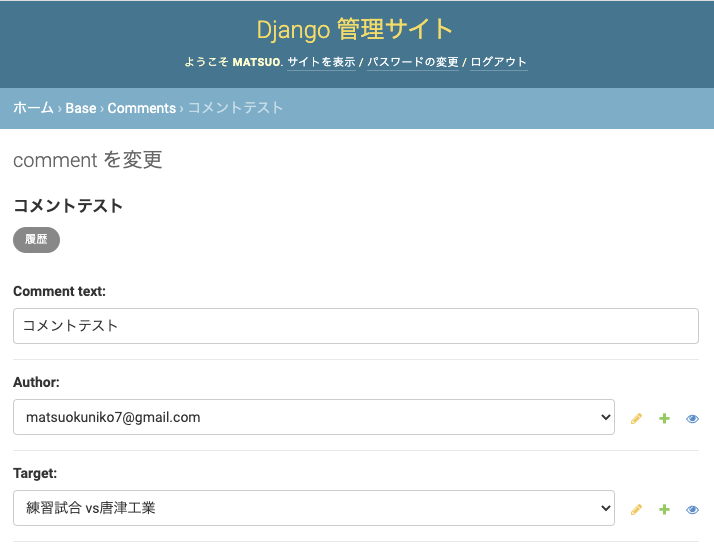 Django 管理サイト
ようこそ MATSUO. サイトを表示 / パスワードの変更 / ログアウト
ホーム › Base › Comments › コメントテスト
comment を変更
コメントテスト
履歴
Comment text:
コメントテスト
Author:
matsuokuniko7@gmail.com
Target:
練習試合 vs唐津工業